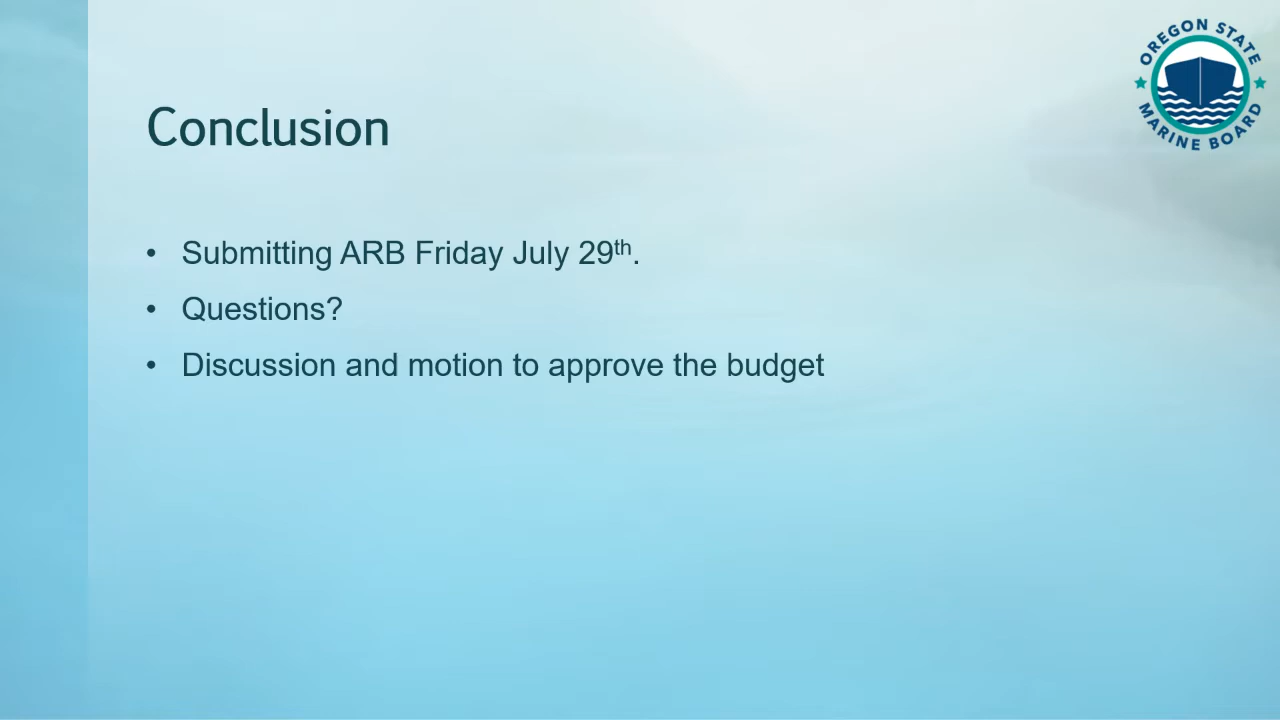 OREGON STATE
MARINE BOARD
Conclusion
• Submitting ARB Friday July 29th.
• Questions?
• Discussion and motion to approve the budget